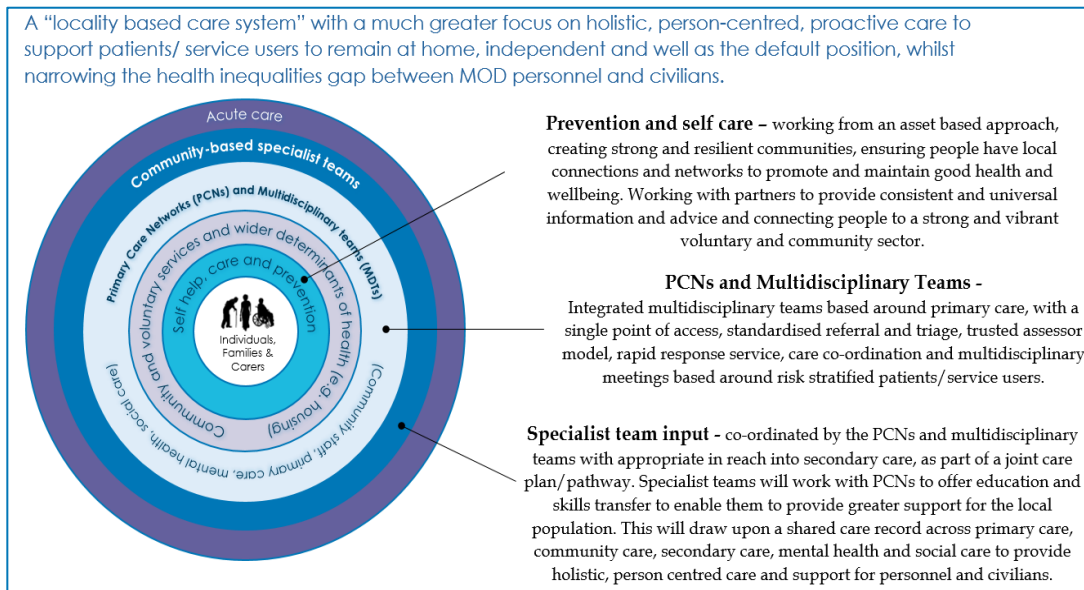 A “locality based care system” with a much greater focus on holistic, person-centred, proactive care to
support patients/ service users to remain at home, independent and well as the default position, whilst
narrowing the health inequalities gap between MOD personnel and civilians.
Acute care
Community-based specialist teams
Primary Care Networks (PCNs) and Multidisciplinary teams (MDTs)
(Community staff, primary care, mental health, social care)
Community and voluntary services and wider determinants of health (e.g. housing)
Self help, care and prevention
Individuals,
Families &
Carers
Prevention and self care – working from an asset based approach,
creating strong and resilient communities, ensuring people have local
connections and networks to promote and maintain good health and
wellbeing. Working with partners to provide consistent and universal
information and advice and connecting people to a strong and vibrant
voluntary and community sector.
PCNs and Multidisciplinary Teams -
Integrated multidisciplinary teams based around primary care, with a
single point of access, standardised referral and triage, trusted assessor
model, rapid response service, care co-ordination and multidisciplinary
meetings based around risk stratified patients/service users.
Specialist team input - co-ordinated by the PCNs and multidisciplinary
teams with appropriate in reach into secondary care, as part of a joint care
plan/pathway. Specialist teams will work with PCNs to offer education and
skills transfer to enable them to provide greater support for the local
population. This will draw upon a shared care record across primary care,
community care, secondary care, mental health and social care to provide
holistic, person centred care and support for personnel and civilians.